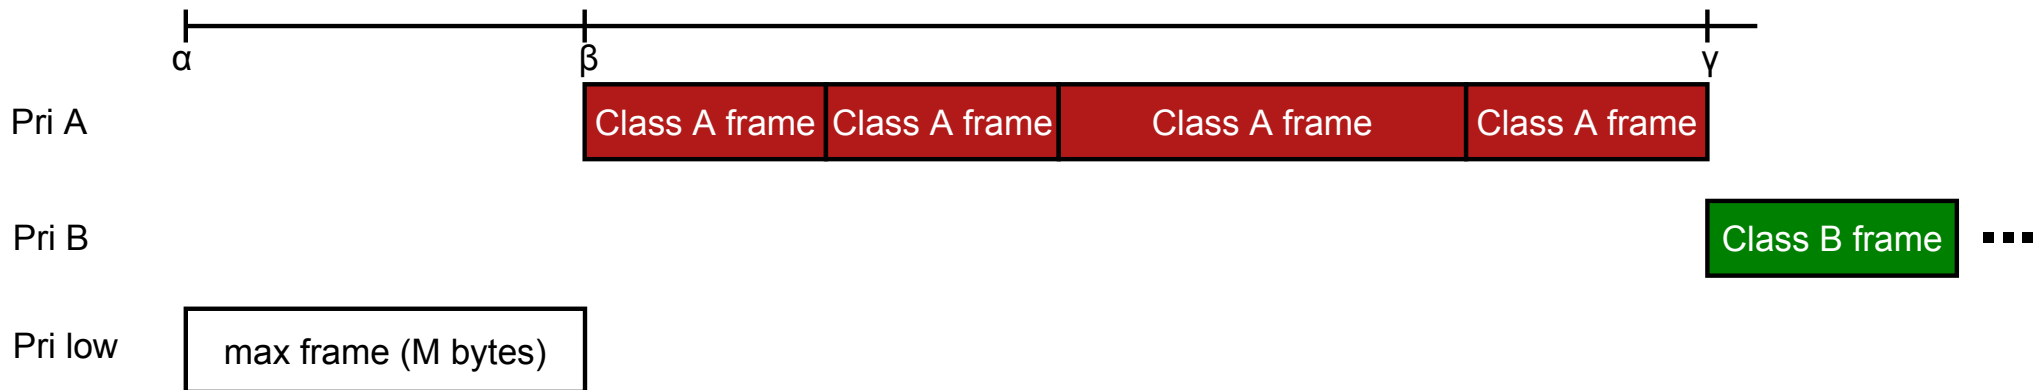 α β γ
Pri A Class A frame Class A frame Class A frame Class A frame
Pri B Class B frame
Pri low max frame (M bytes)